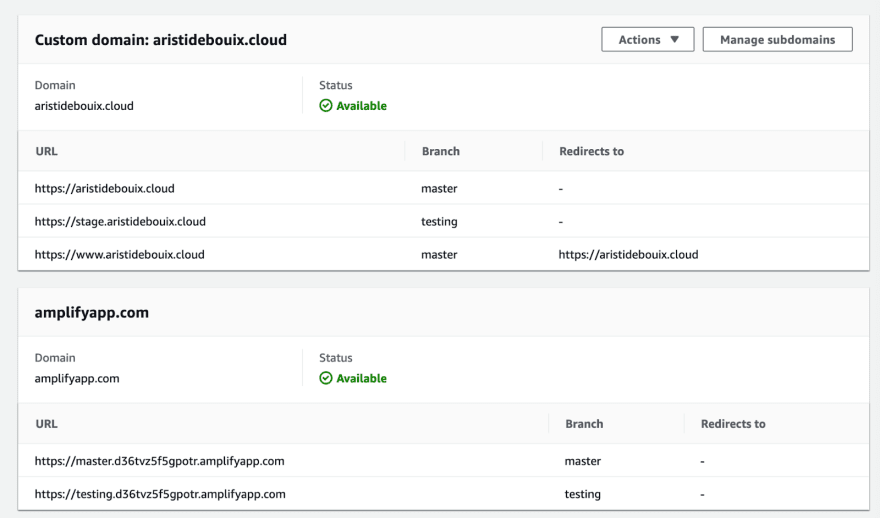 Custom domain: aristidebouix.cloud Actions Manage subdomains
Domain Status
aristidebouix.cloud Available
URL Branch Redirects to
https://aristidebouix.cloud master -
https://stage.aristidebouix.cloud testing -
https://www.aristidebouix.cloud master https://aristidebouix.cloud
amplifyapp.com
Domain Status
amplifyapp.com Available
URL Branch Redirects to
https://master.d36tvz5f5gpotr.amplifyapp.com master -
https://testing.d36tvz5f5gpotr.amplifyapp.com testing -